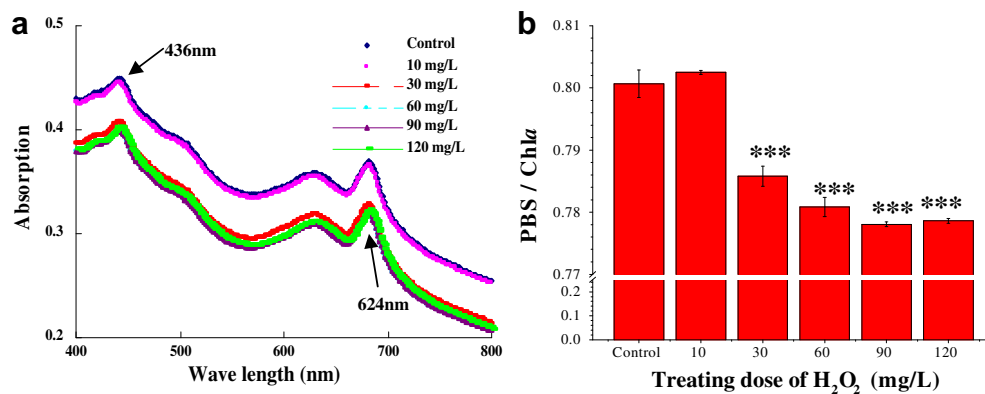 a
0.5
0.4
0.3
0.2
Absorption
436nm
624nm
Control
10 mg/L
30 mg/L
60 mg/L
90 mg/L
120 mg/L
400
500
600
700
800
Wave length (nm)
b
0.81
0.80
0.79
0.78
0.77
0.2
0.1
0.0
PBS / Chla
***
***
***
***
Control
10
30
60
90
120
Treating dose of H₂O₂ (mg/L)